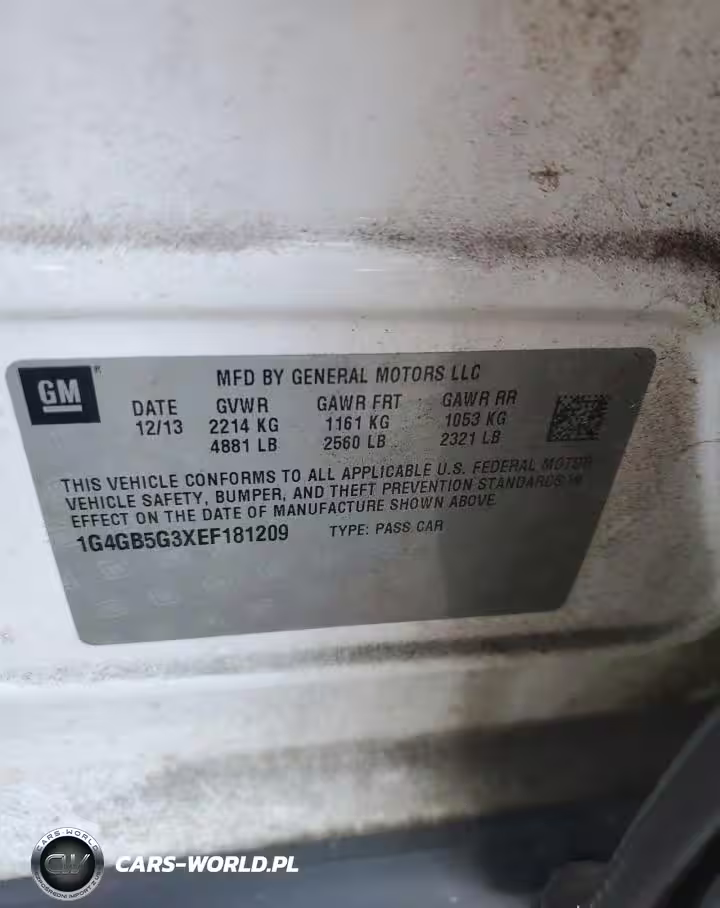 GM
MFD BY GENERAL MOTORS LLC
DATE GVWR GAWR FRT GAWR RR
12/13 2214 KG 1161 KG 1053 KG
4881 LB 2560 LB 2321 LB
THIS VEHICLE CONFORMS TO ALL APPLICABLE U.S. FEDERAL MOTOR
VEHICLE SAFETY, BUMPER, AND THEFT PREVENTION STANDARDS IN
EFFECT ON THE DATE OF MANUFACTURE SHOWN ABOVE
1G4GB5G3XEF181209 TYPE: PASS CAR
CARS-WORLD
CW
CARS-WORLD.PL